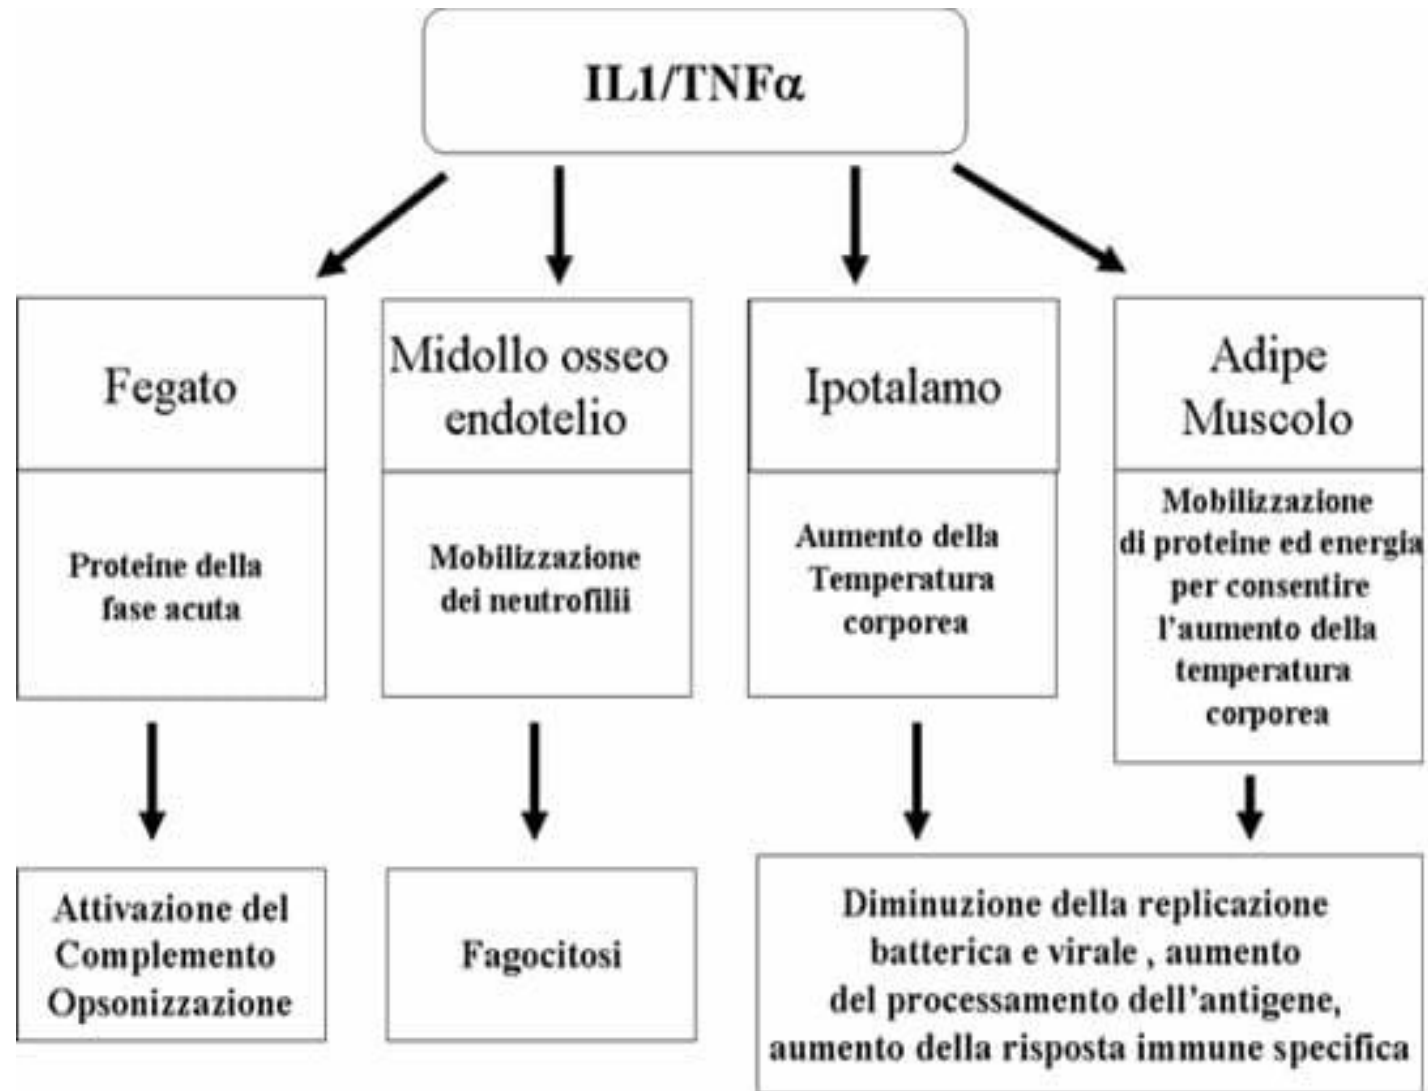 IL1/TNFα
Fegato
Proteine della
fase acuta
Attivazione del
Complemento
Opsonizzazione
Midollo osseo
endotelio
Mobilizzazione
dei neutrofilii
Fagocitosi
Ipotalamo
Aumento della
Temperatura
corporea
Adipe
Muscolo
Mobilizzazione
di proteine ed energia
per consentire
l'aumento della
temperatura
corporea
Diminuzione della replicazione
batterica e virale , aumento
del processamento dell'antigene,
aumento della risposta immune specifica